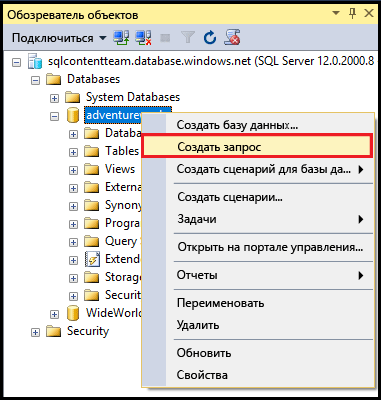 Обозреватель объектов
Подключиться
sqlcontentteam.database.windows.net (SQL Server 12.0.2000.8
Databases
System Databases
Databa
Tables
Views
Externa
Synony
Progra
Query S
Extend
Storag
Securit
WideWorl
Security
Создать базу данных...
Создать запрос
Создать сценарий для базы да...
Создать сценарии...
Задачи
Открыть на портале управления...
Отчеты
Переименовать
Удалить
Обновить
Свойства